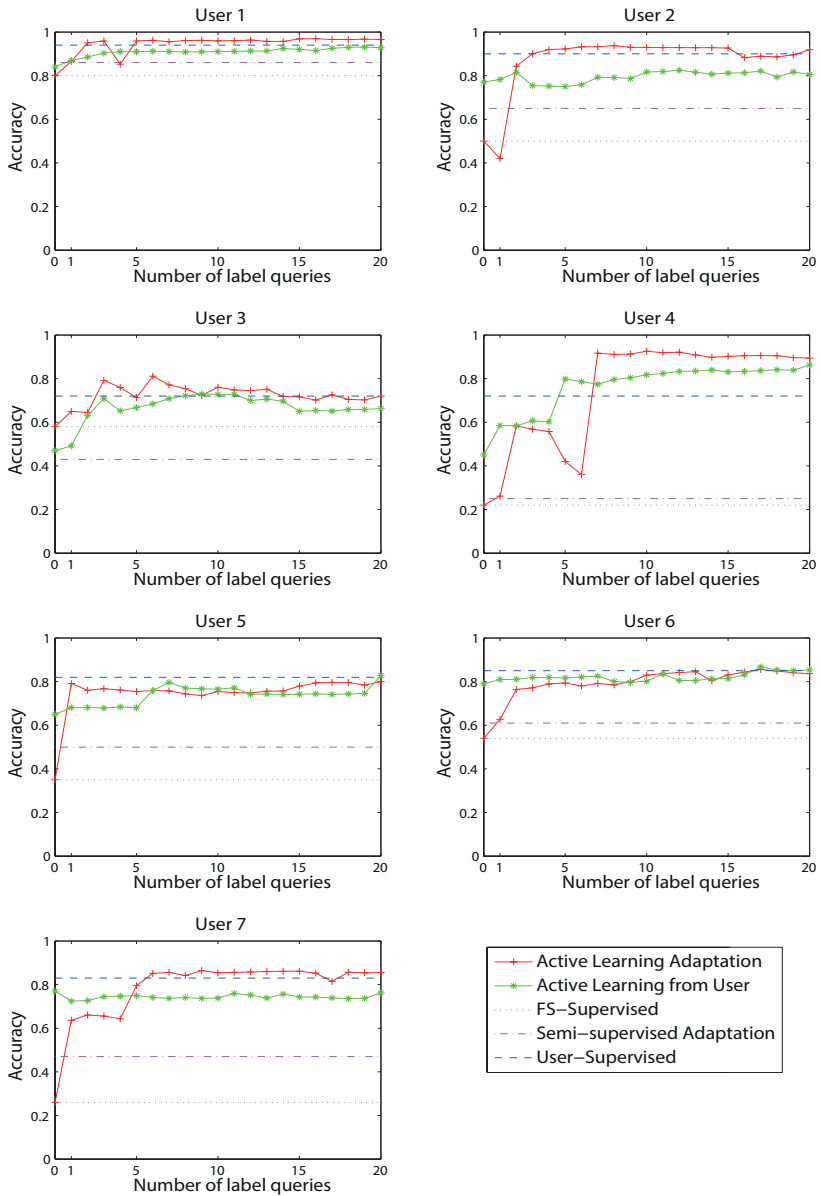 User 1
1
0.8
0.6
0.4
0.2
0
Accuracy
0 1 5 10 15 20
Number of label queries
User 2
1
0.8
0.6
0.4
0.2
0
Accuracy
0 1 5 10 15 20
Number of label queries
User 3
1
0.8
0.6
0.4
0.2
0
Accuracy
0 1 5 10 15 20
Number of label queries
User 4
1
0.8
0.6
0.4
0.2
0
Accuracy
0 1 5 10 15 20
Number of label queries
User 5
1
0.8
0.6
0.4
0.2
0
Accuracy
0 1 5 10 15 20
Number of label queries
User 6
1
0.8
0.6
0.4
0.2
0
Accuracy
0 1 5 10 15 20
Number of label queries
User 7
1
0.8
0.6
0.4
0.2
0
Accuracy
0 1 5 10 15 20
Number of label queries
Active Learning Adaptation
Active Learning from User
FS−Supervised
Semi−supervised Adaptation
User−Supervised